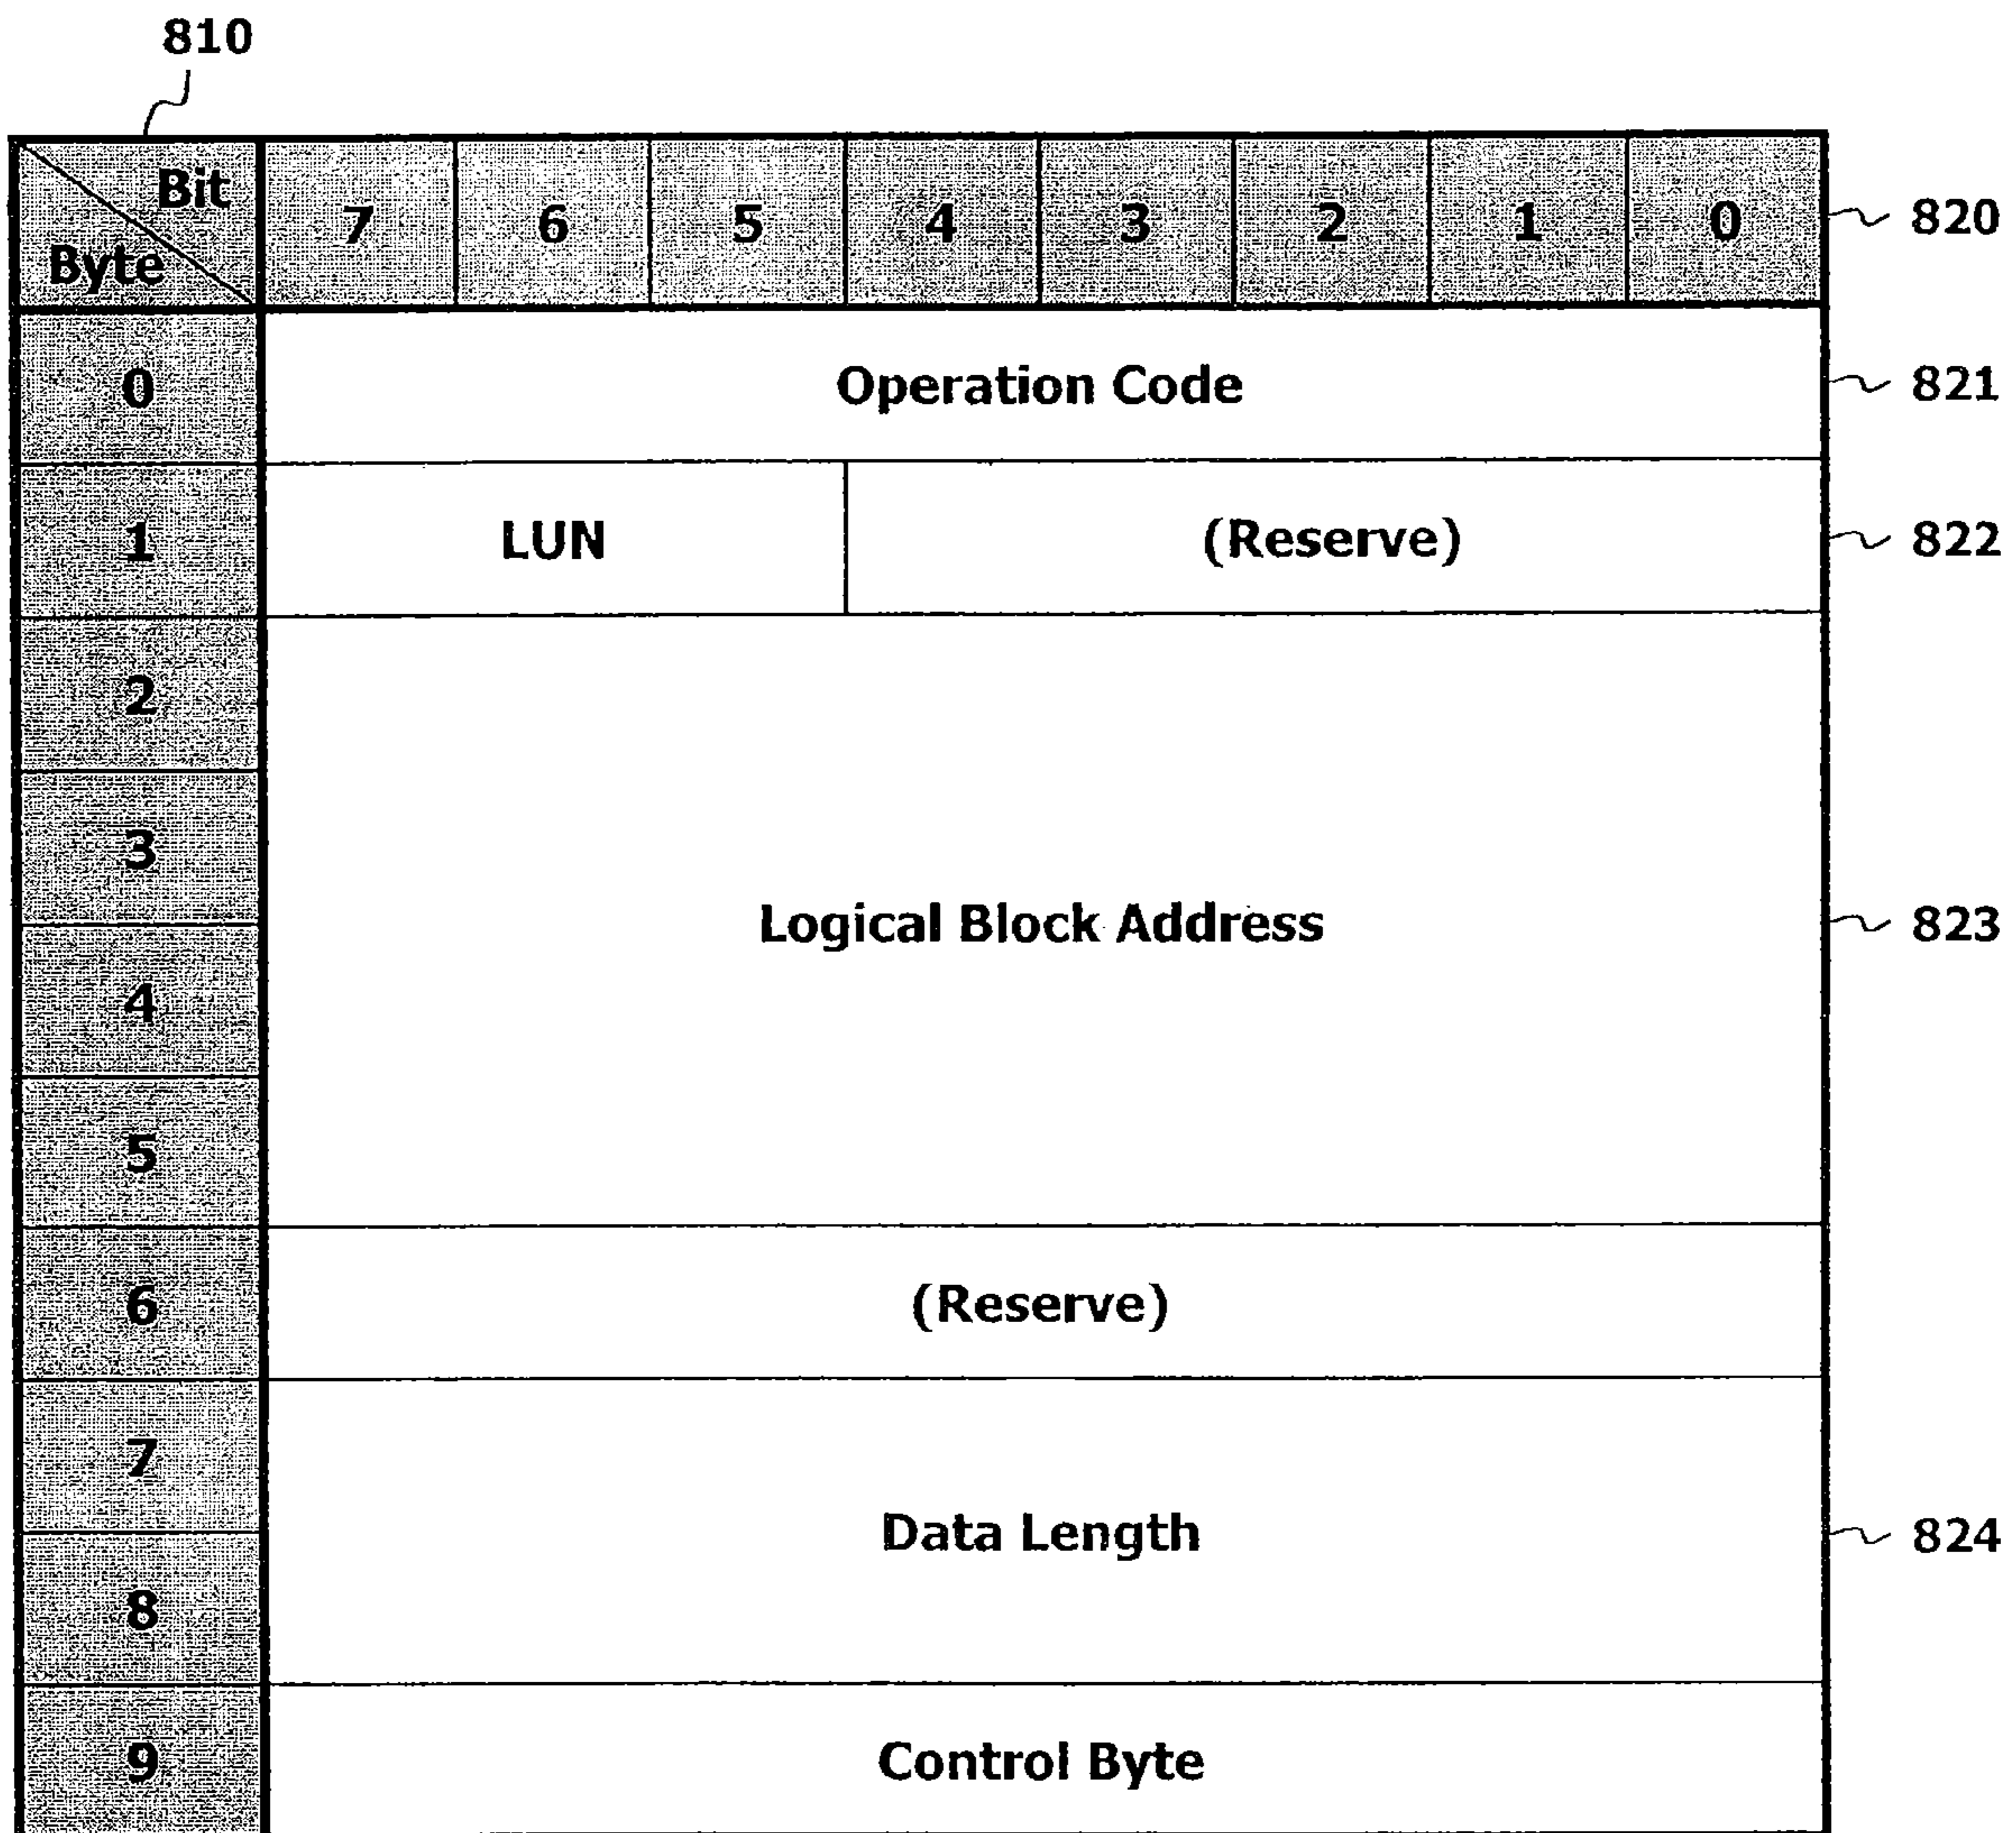 810
Bit
Byte
7 6 5 4 3 2 1 0 820
0 Operation Code 821
1 LUN (Reserve) 822
2
3
Logical Block Address 823
4
5
6 (Reserve)
7
Data Length 824
8
9 Control Byte